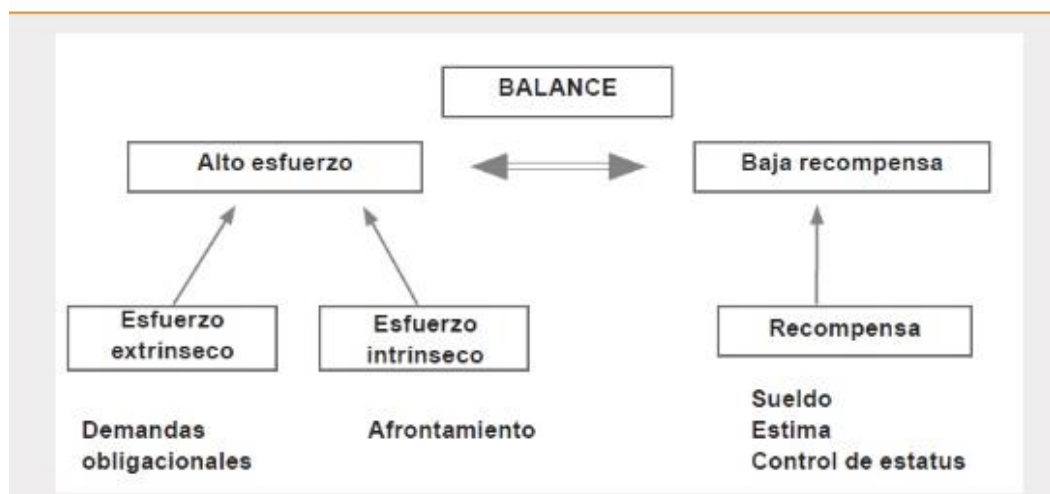 BALANCE
Alto esfuerzo
Baja recompensa
Esfuerzo
extrinseco
Esfuerzo
intrinseco
Recompensa
Demandas
obligacionales
Afrontamiento
Sueldo
Estima
Control de estatus